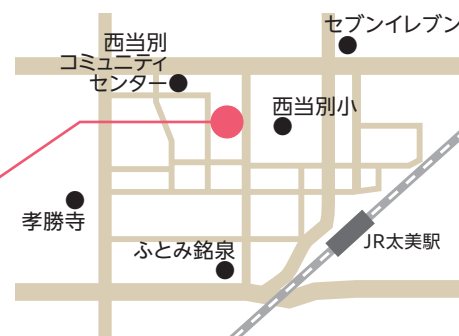 セブンイレブン
西当別
コミュニティ
センター
西当別小
孝勝寺
ふとみ銘泉
JR太美駅